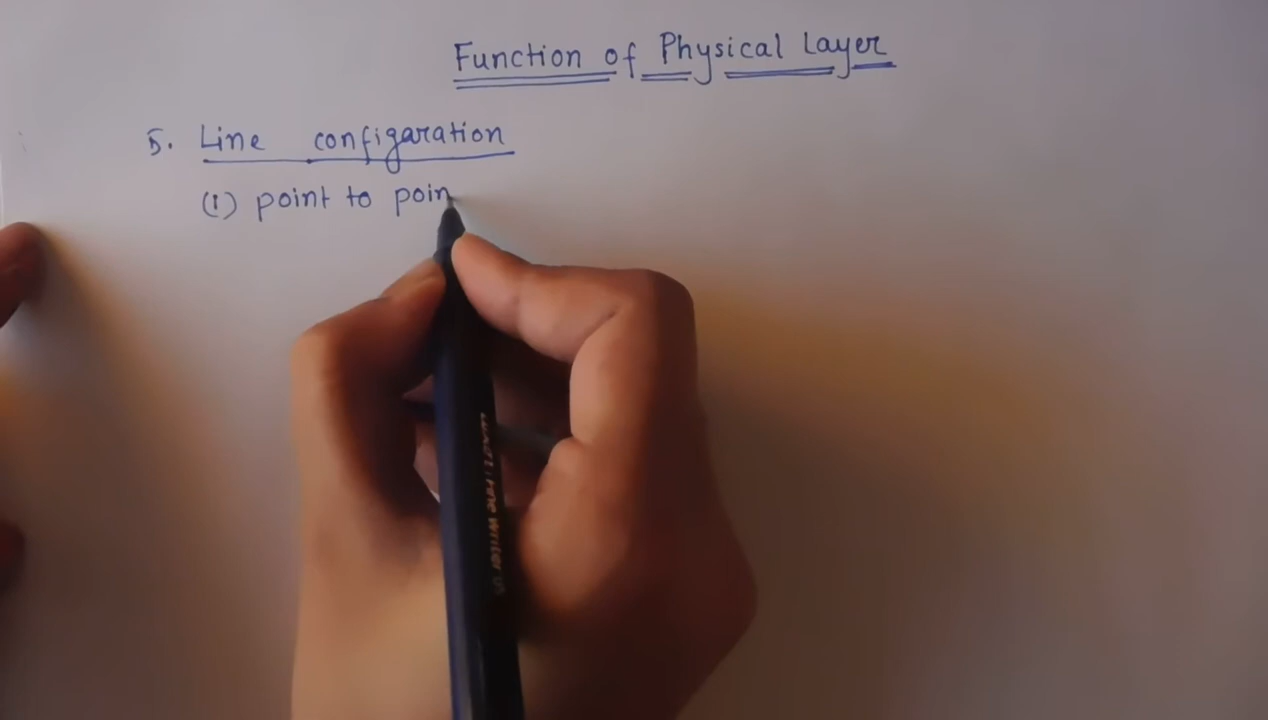 Function of Physical Layer
5. Line configaration
(i) point to poin